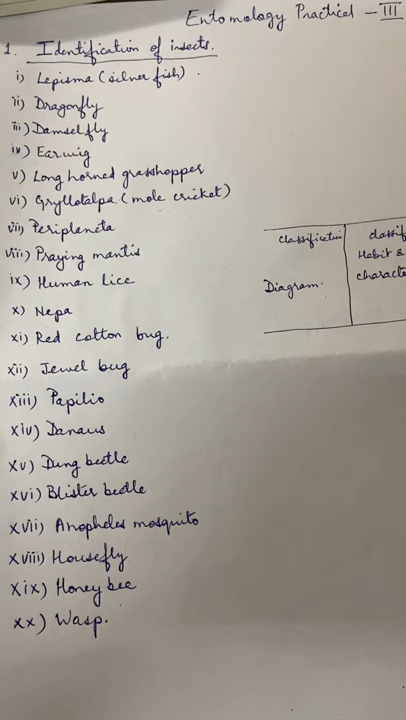 Entomology Practical - III
1. Identification of insects.
i) Lepisma (silver fish).
ii) Dragonfly
iii) Damselfly
iv) Earwig
v) Long horned grasshopper
vi) Gryllotalpa (mole cricket)
vii) Periplaneta
viii) Praying mantis
ix) Human Lice
x) Nepa
xi) Red cotton bug.
xii) Jewel bug
xiii) Papilio
xiv) Danaus
xv) Dung beetle
xvi) Blister beetle
xvii) Anopheles mosquito
xviii) Housefly
xix) Honey bee
xx) Wasp.
Classification
Diagram.
classif
Habit &
characte